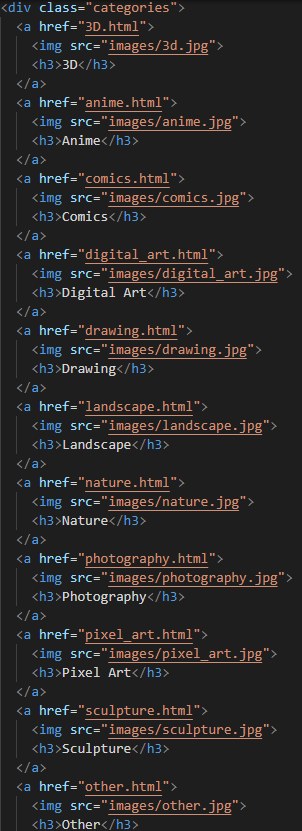 <div class="categories">
<a href="3D.html">
<img src="images/3d.jpg">
<h3>3D</h3>
</a>
<a href="anime.html">
<img src="images/anime.jpg">
<h3>Anime</h3>
</a>
<a href="comics.html">
<img src="images/comics.jpg">
<h3>Comics</h3>
</a>
<a href="digital_art.html">
<img src="images/digital_art.jpg">
<h3>Digital Art</h3>
</a>
<a href="drawing.html">
<img src="images/drawing.jpg">
<h3>Drawing</h3>
</a>
<a href="landscape.html">
<img src="images/landscape.jpg">
<h3>Landscape</h3>
</a>
<a href="nature.html">
<img src="images/nature.jpg">
<h3>Nature</h3>
</a>
<a href="photography.html">
<img src="images/photography.jpg">
<h3>Photography</h3>
</a>
<a href="pixel_art.html">
<img src="images/pixel_art.jpg">
<h3>Pixel Art</h3>
</a>
<a href="sculpture.html">
<img src="images/sculpture.jpg">
<h3>Sculpture</h3>
</a>
<a href="other.html">
<img src="images/other.jpg">
<h3>Other</h3>